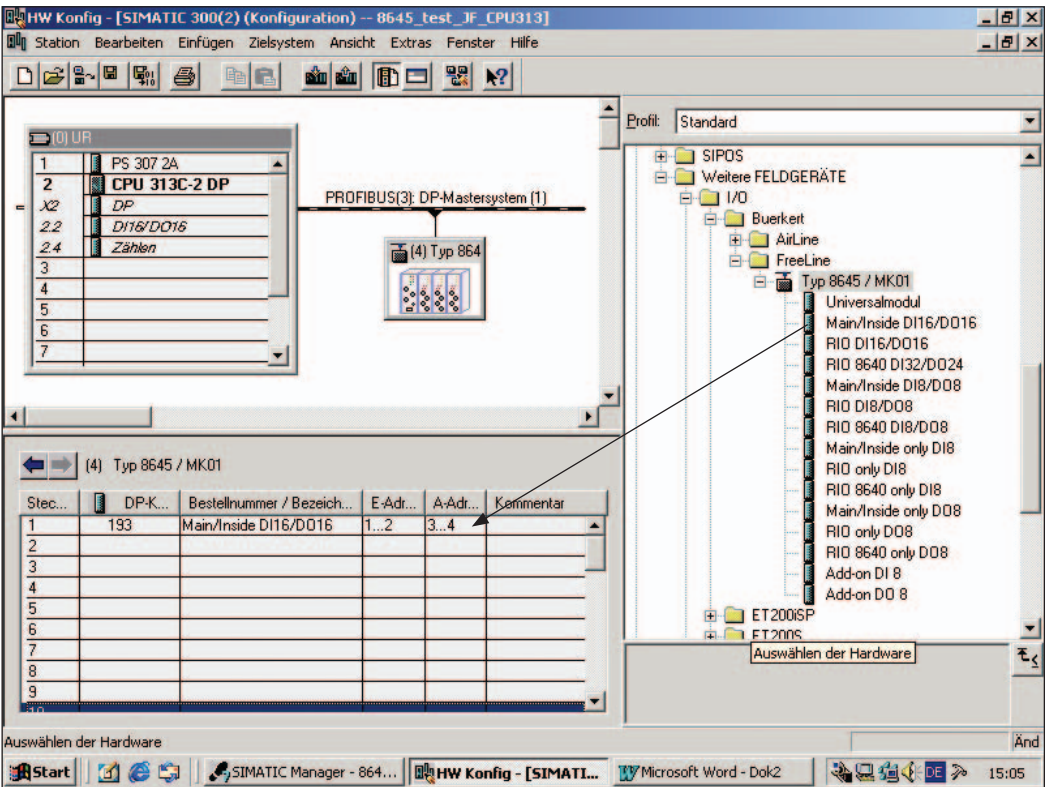 HW Konfig - [SIMATIC 300(2) (Konfiguration) -- 8645_test_JF_CPU313]
Station Bearbeiten Einfügen Zielsystem Ansicht Extras Fenster Hilfe
(0) UR
1 PS 307 2A
2 CPU 313C-2 DP
X2 DP
2.2 DI16/DO16
2.4 Zählen
3
4
5
6
7
PROFIBUS(3): DP-Mastersystem (1)
(4) Typ 864
Profil: Standard
SIPOS
Weitere FELDGERÄTE
I/O
Buerkert
AirLine
FreeLine
Typ 8645 / MK01
Universalmodul
Main/Inside DI16/DO16
RIO DI16/DO16
RIO 8640 DI32/DO24
Main/Inside DI8/DO8
RIO DI8/DO8
RIO 8640 DI8/DO8
Main/Inside only DI8
RIO only DI8
RIO 8640 only DI8
Main/Inside only DO8
RIO only DO8
RIO 8640 only DO8
Add-on DI 8
Add-on DO 8
ET200iSP
ET200S
Auswählen der Hardware
(4) Typ 8645 / MK01
Stec... DP-K... Bestellnummer / Bezeich... E-Adr... A-Adr... Kommentar
1 193 Main/Inside DI16/DO16 1...2 3...4
2
3
4
5
6
7
8
9
10
Auswählen der Hardware Änd
Start SIMATIC Manager - 864... HW Konfig - [SIMATI... Microsoft Word - Dok2 DE 15:05